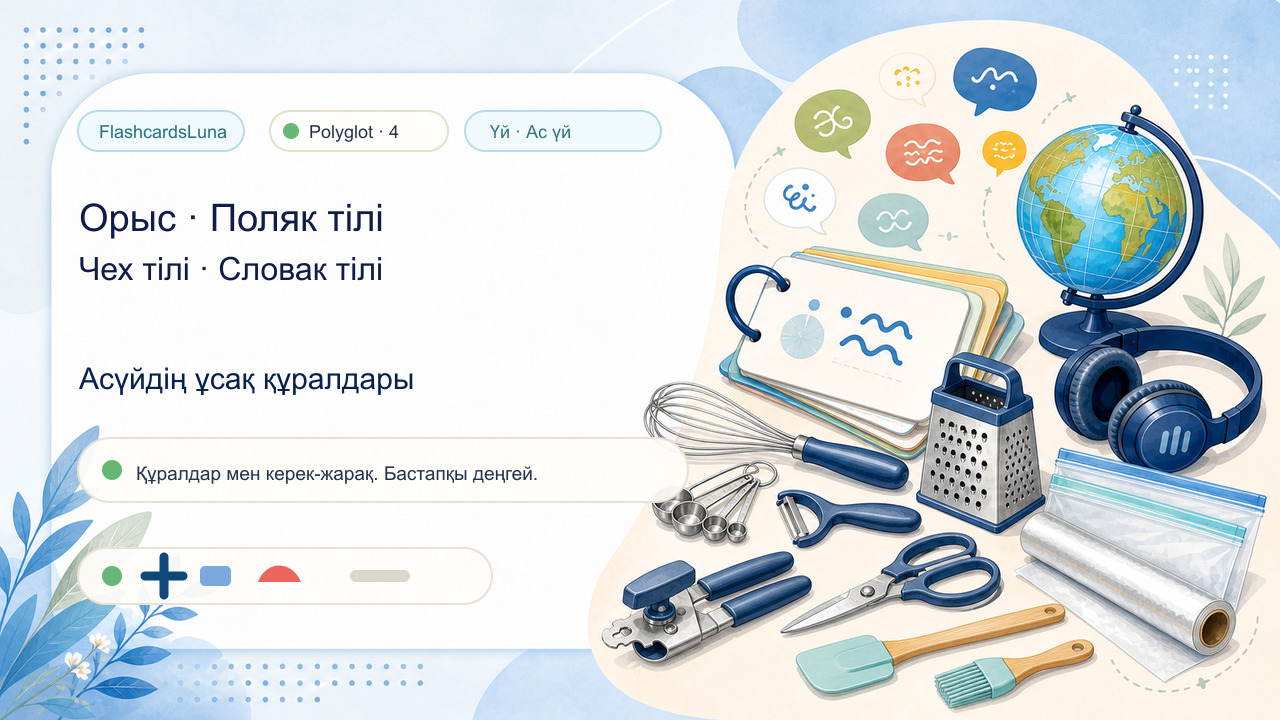 FlashcardsLuna
Polyglot · 4
Үй · Ас үй
Орыс · Поляк тілі
Чех тілі · Словак тілі
Асүйдің ұсақ құралдары
Құралдар мен керек-жарақ. Бастапқы деңгей.